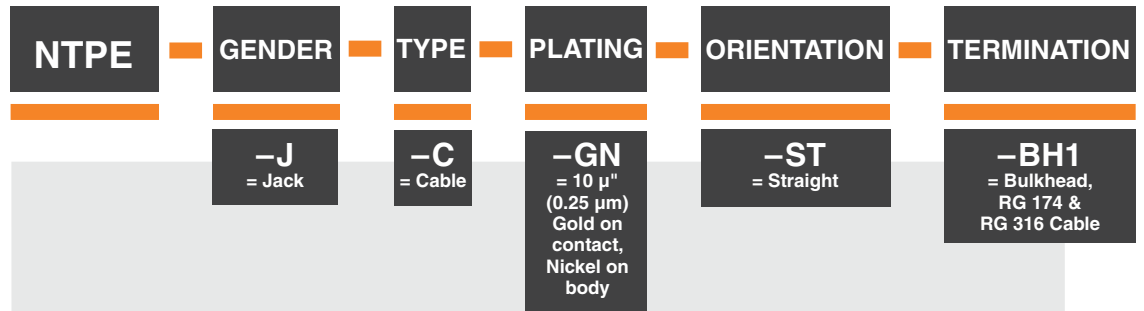 NTPE
GENDER
TYPE
PLATING
ORIENTATION
TERMINATION
–J
= Jack
–C
= Cable
–GN
= 10 µ"
(0.25 µm)
Gold on
contact,
Nickel on
body
–ST
= Straight
–BH1
= Bulkhead,
RG 174 &
RG 316 Cable